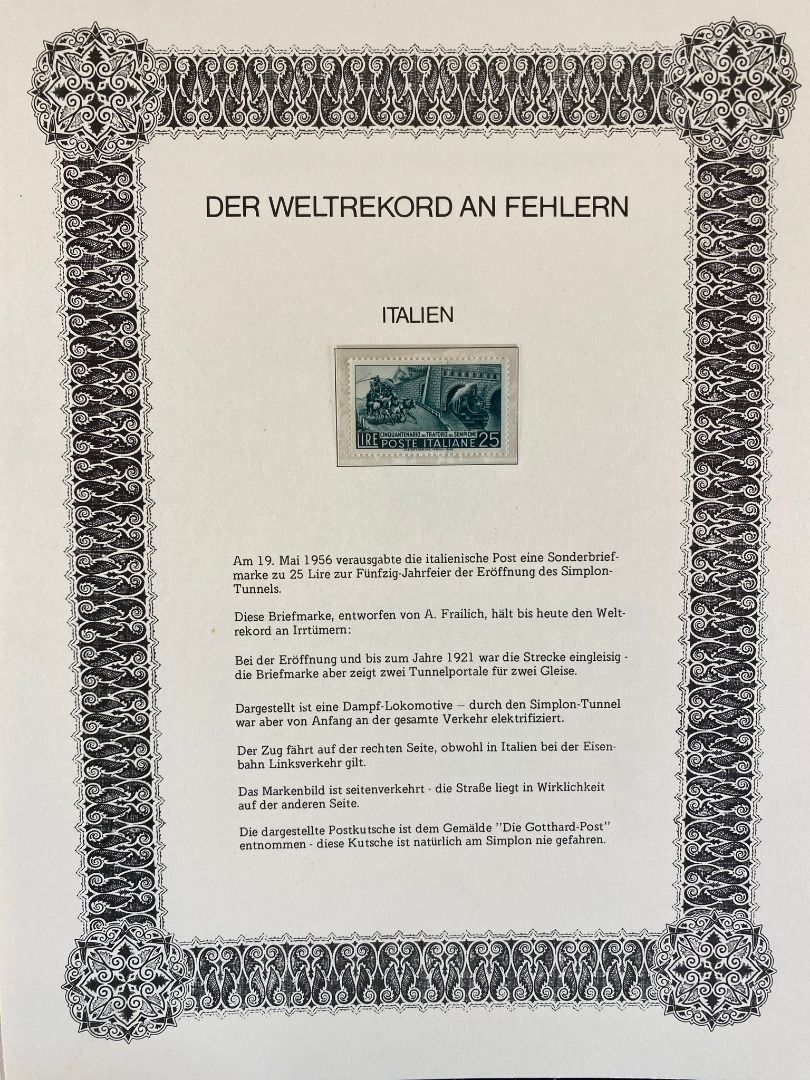 DER WELTREKORD AN FEHLERN
ITALIEN
LIRE CINQUANTENARIO DEL TRAFORO DEL SEMPIONE 25
POSTE ITALIANE
Am 19. Mai 1956 verausgabte die italienische Post eine Sonderbrief-
marke zu 25 Lire zur Fünfzig-Jahrfeier der Eröffnung des Simplon-
Tunnels.
Diese Briefmarke, entworfen von A. Frailich, hält bis heute den Welt-
rekord an Irrtümern:
Bei der Eröffnung und bis zum Jahre 1921 war die Strecke eingleisig -
die Briefmarke aber zeigt zwei Tunnelportale für zwei Gleise.
Dargestellt ist eine Dampf-Lokomotive – durch den Simplon-Tunnel
war aber von Anfang an der gesamte Verkehr elektrifiziert.
Der Zug fährt auf der rechten Seite, obwohl in Italien bei der Eisen-
bahn Linksverkehr gilt.
Das Markenbild ist seitenverkehrt - die Straße liegt in Wirklichkeit
auf der anderen Seite.
Die dargestellte Postkutsche ist dem Gemälde "Die Gotthard-Post"
entnommen - diese Kutsche ist natürlich am Simplon nie gefahren.